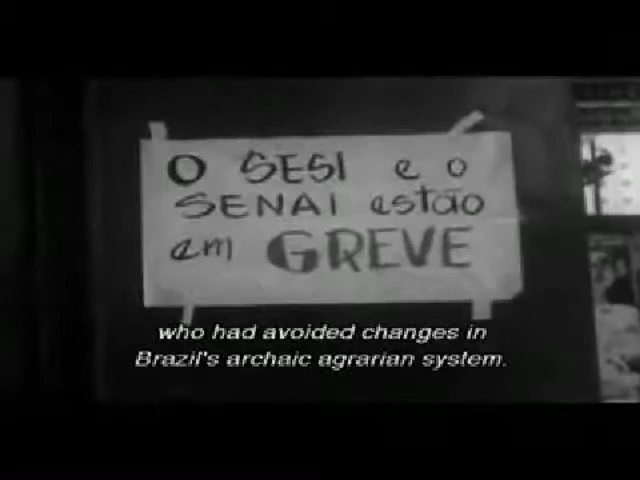 O SESI e o
SENAI estão
em GREVE
who had avoided changes in
Brazil's archaic agrarian system.